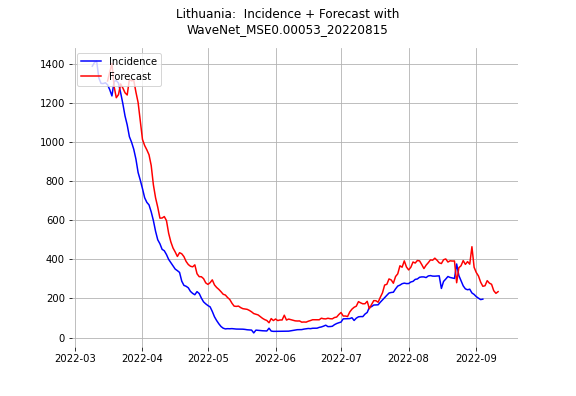 Lithuania:  Incidence + Forecast with
WaveNet_MSE0.00053_20220815
Incidence
Forecast
1400
1200
1000
800
600
400
200
0
2022-03 2022-04 2022-05 2022-06 2022-07 2022-08 2022-09